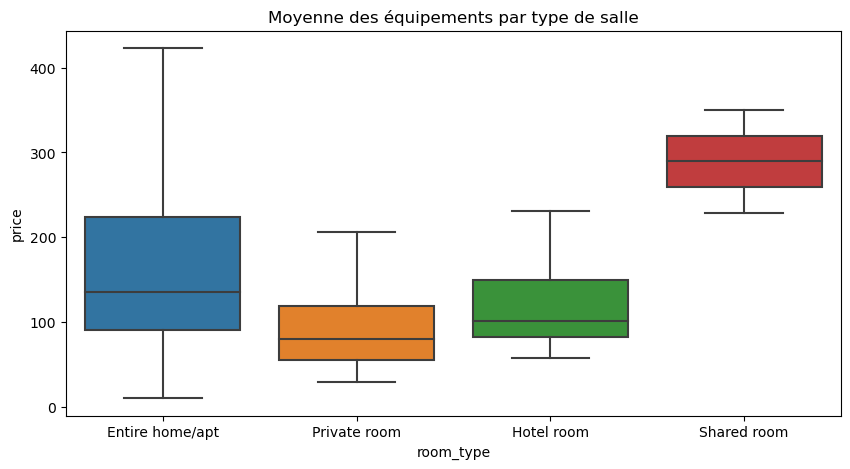 Moyenne des équipements par type de salle
price
400
300
200
100
0
Entire home/apt
Private room
Hotel room
Shared room
room_type